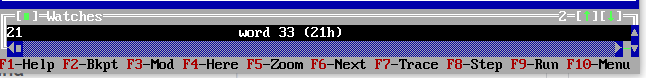 [■]=Watches 2=[↑][↓]
21 word 33 (21h)
F1-Help F2-Bkpt F3-Mod F4-Here F5-Zoom F6-Next F7-Trace F8-Step F9-Run F10-Menu